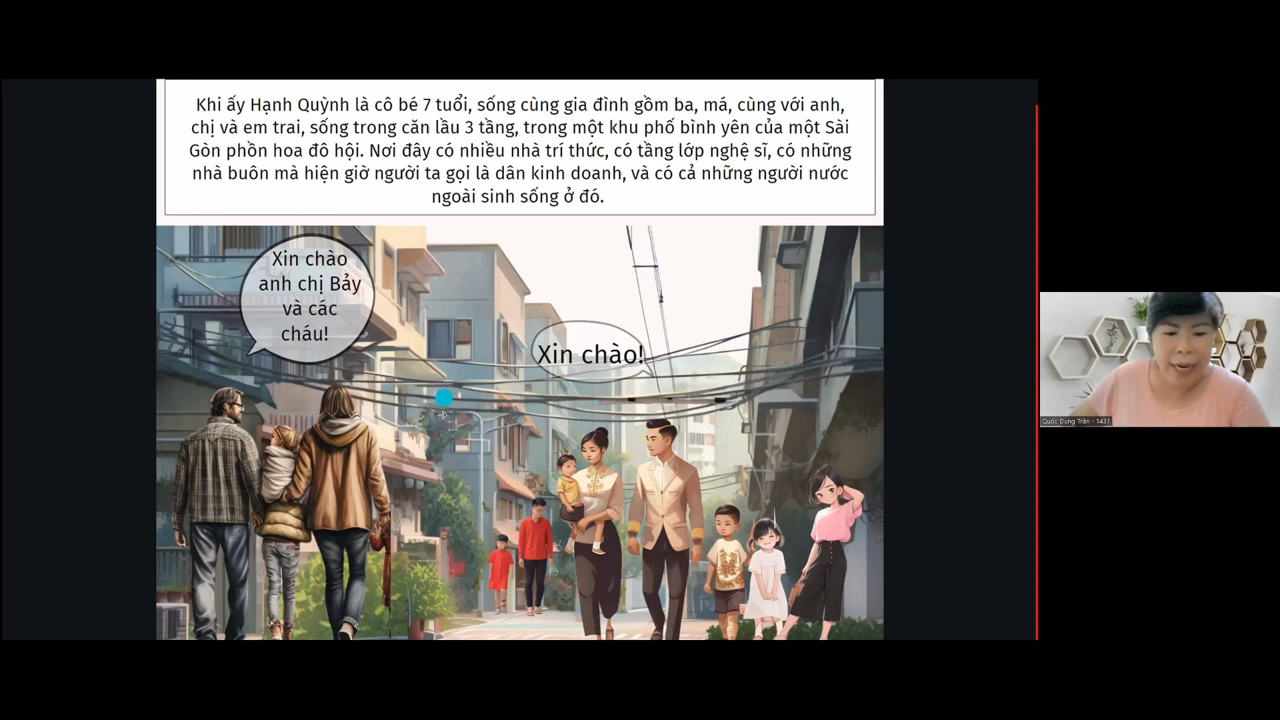 Khi ấy Hạnh Quỳnh là cô bé 7 tuổi, sống cùng gia đình gồm ba, má, cùng với anh,
chị và em trai, sống trong căn lầu 3 tầng, trong một khu phố bình yên của một Sài
Gòn phồn hoa đô hội. Nơi đây có nhiều nhà trí thức, có tầng lớp nghệ sĩ, có những
nhà buôn mà hiện giờ người ta gọi là dân kinh doanh, và có cả những người nước
ngoài sinh sống ở đó.
Xin chào
anh chị Bảy
và các
cháu!
Xin chào!
Quốc Dung Trần - 1437